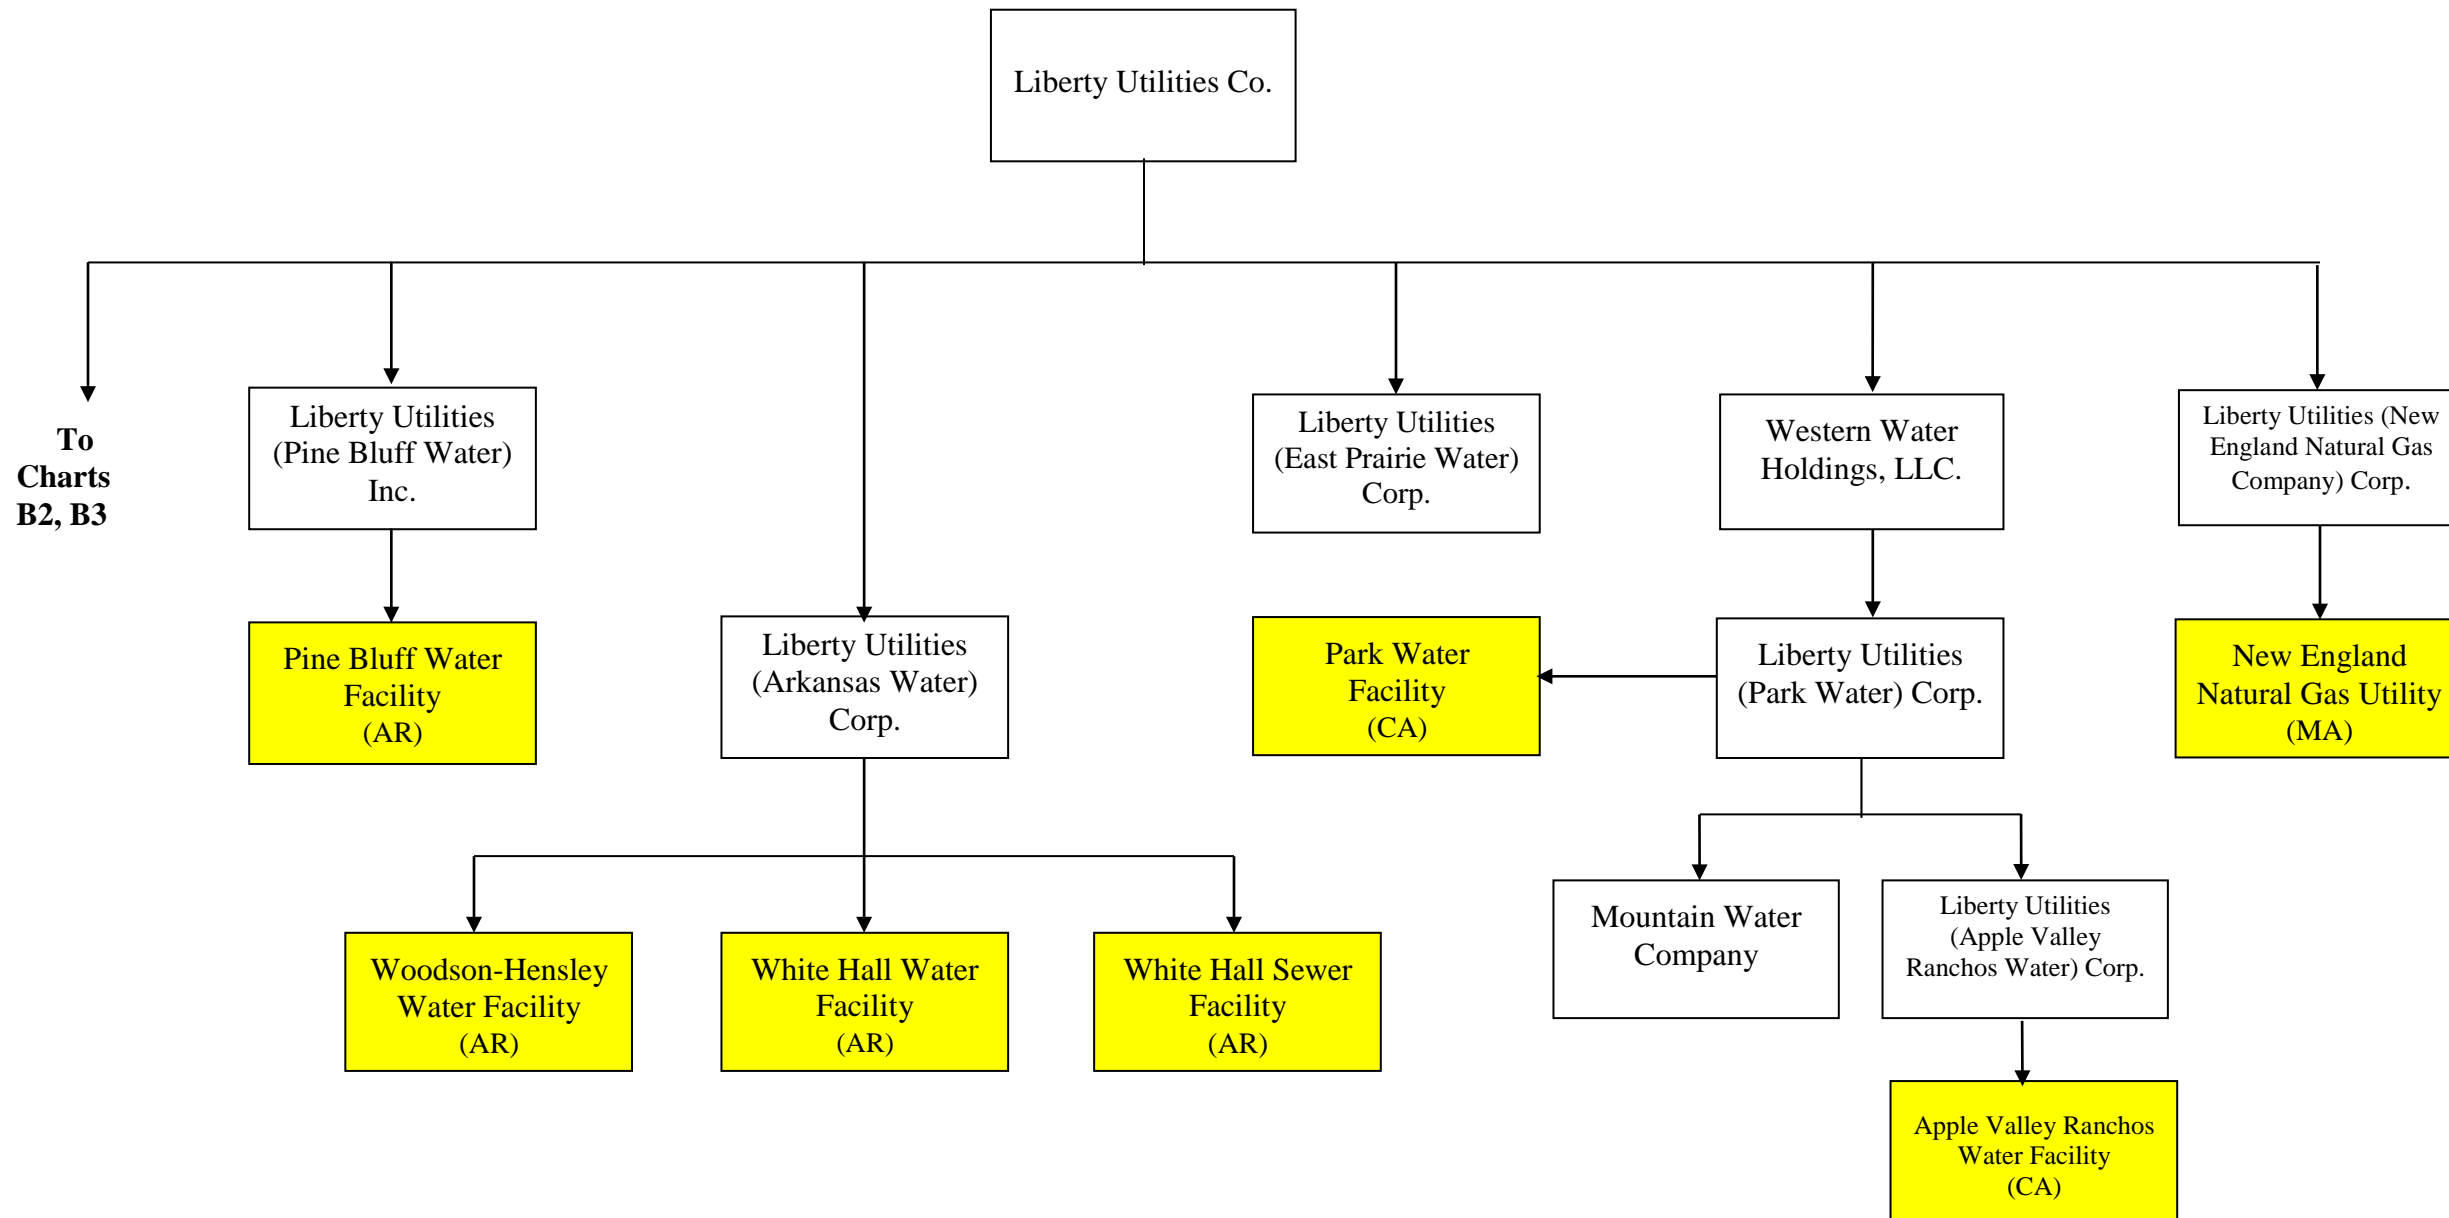 Liberty Utilities Co.
To
Charts
B2, B3
Liberty Utilities
(Pine Bluff Water)
Inc.
Liberty Utilities
(East Prairie Water)
Corp.
Western Water
Holdings, LLC.
Liberty Utilities (New
England Natural Gas
Company) Corp.
Pine Bluff Water
Facility
(AR)
Liberty Utilities
(Arkansas Water)
Corp.
Park Water
Facility
(CA)
Liberty Utilities
(Park Water) Corp.
New England
Natural Gas Utility
(MA)
Mountain Water
Company
Liberty Utilities
(Apple Valley
Ranchos Water) Corp.
Woodson-Hensley
Water Facility
(AR)
White Hall Water
Facility
(AR)
White Hall Sewer
Facility
(AR)
Apple Valley Ranchos
Water Facility
(CA)